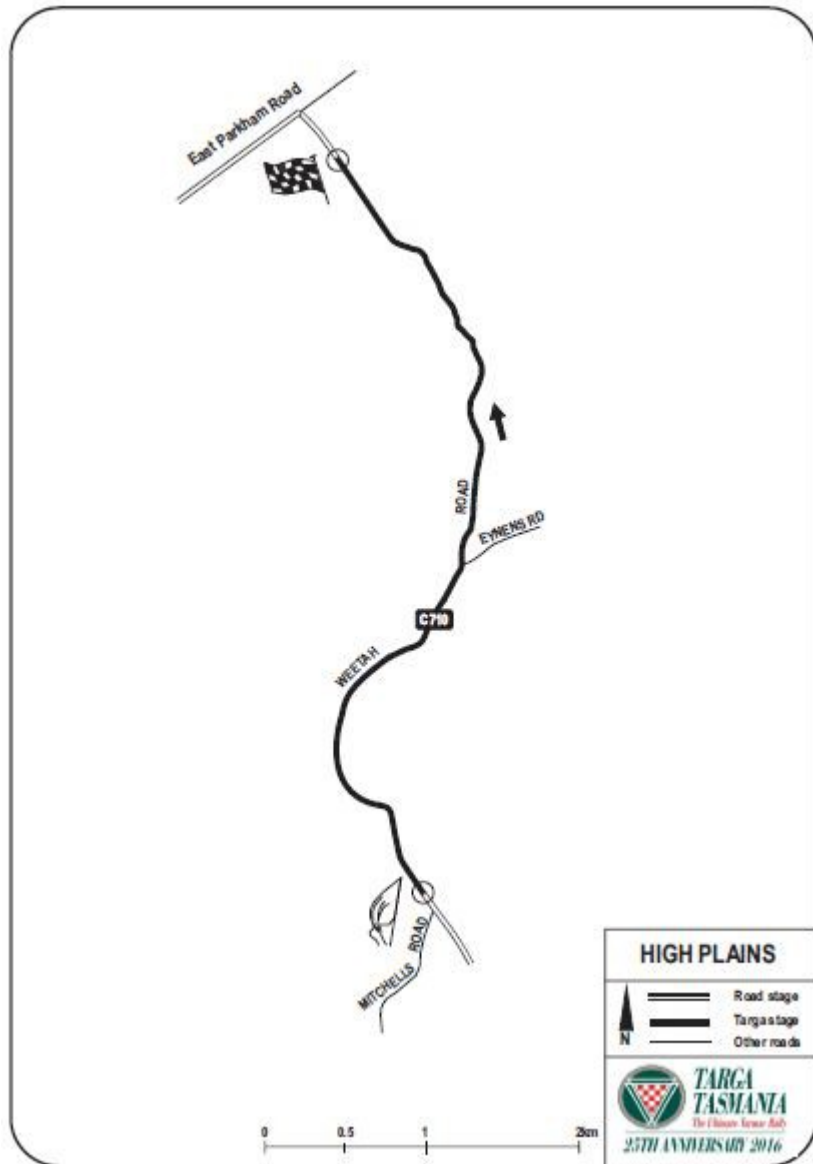 East Parkham Road
ROAD
EYNENS RD
C710
WEETAH
MITCHELLS ROAD
HIGH PLAINS
Road stage
Targa stage
Other roads
N
TARGA
TASMANIA
The Ultimate Tarmac Rally
25TH ANNIVERSARY 2016
0 0.5 1 2km